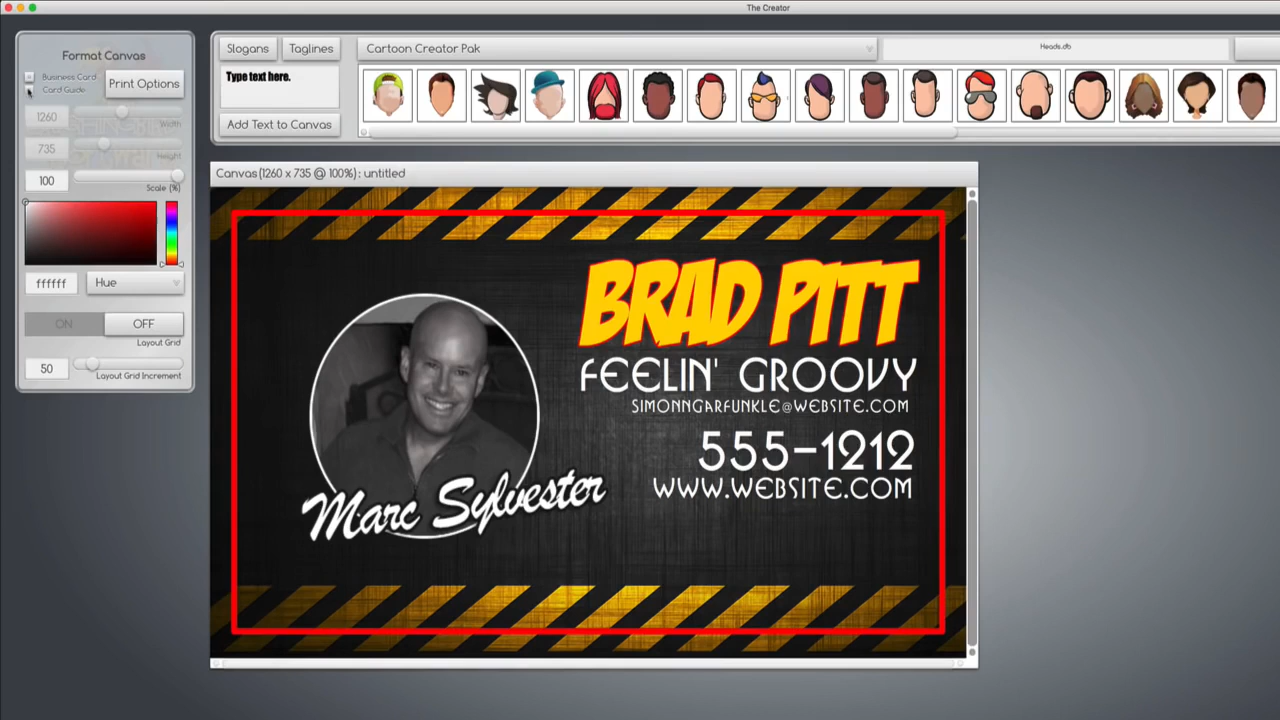 The Creator
Format Canvas
Business Card
Card Guide
Print Options
1260
Width
735
Height
100
Scale (%)
ffffff
Hue
ON
OFF
Layout Grid
50
Layout Grid Increment
Slogans
Taglines
Type text here.
Add Text to Canvas
Cartoon Creator Pak
Heads.db
Canvas(1260 x 735 @ 100%) : untitled
BRAD PITT
FEELIN' GROOVY
SIMONNGARFUNKLE@WEBSITE.COM
555-1212
WWW.WEBSITE.COM
Marc Sylvester